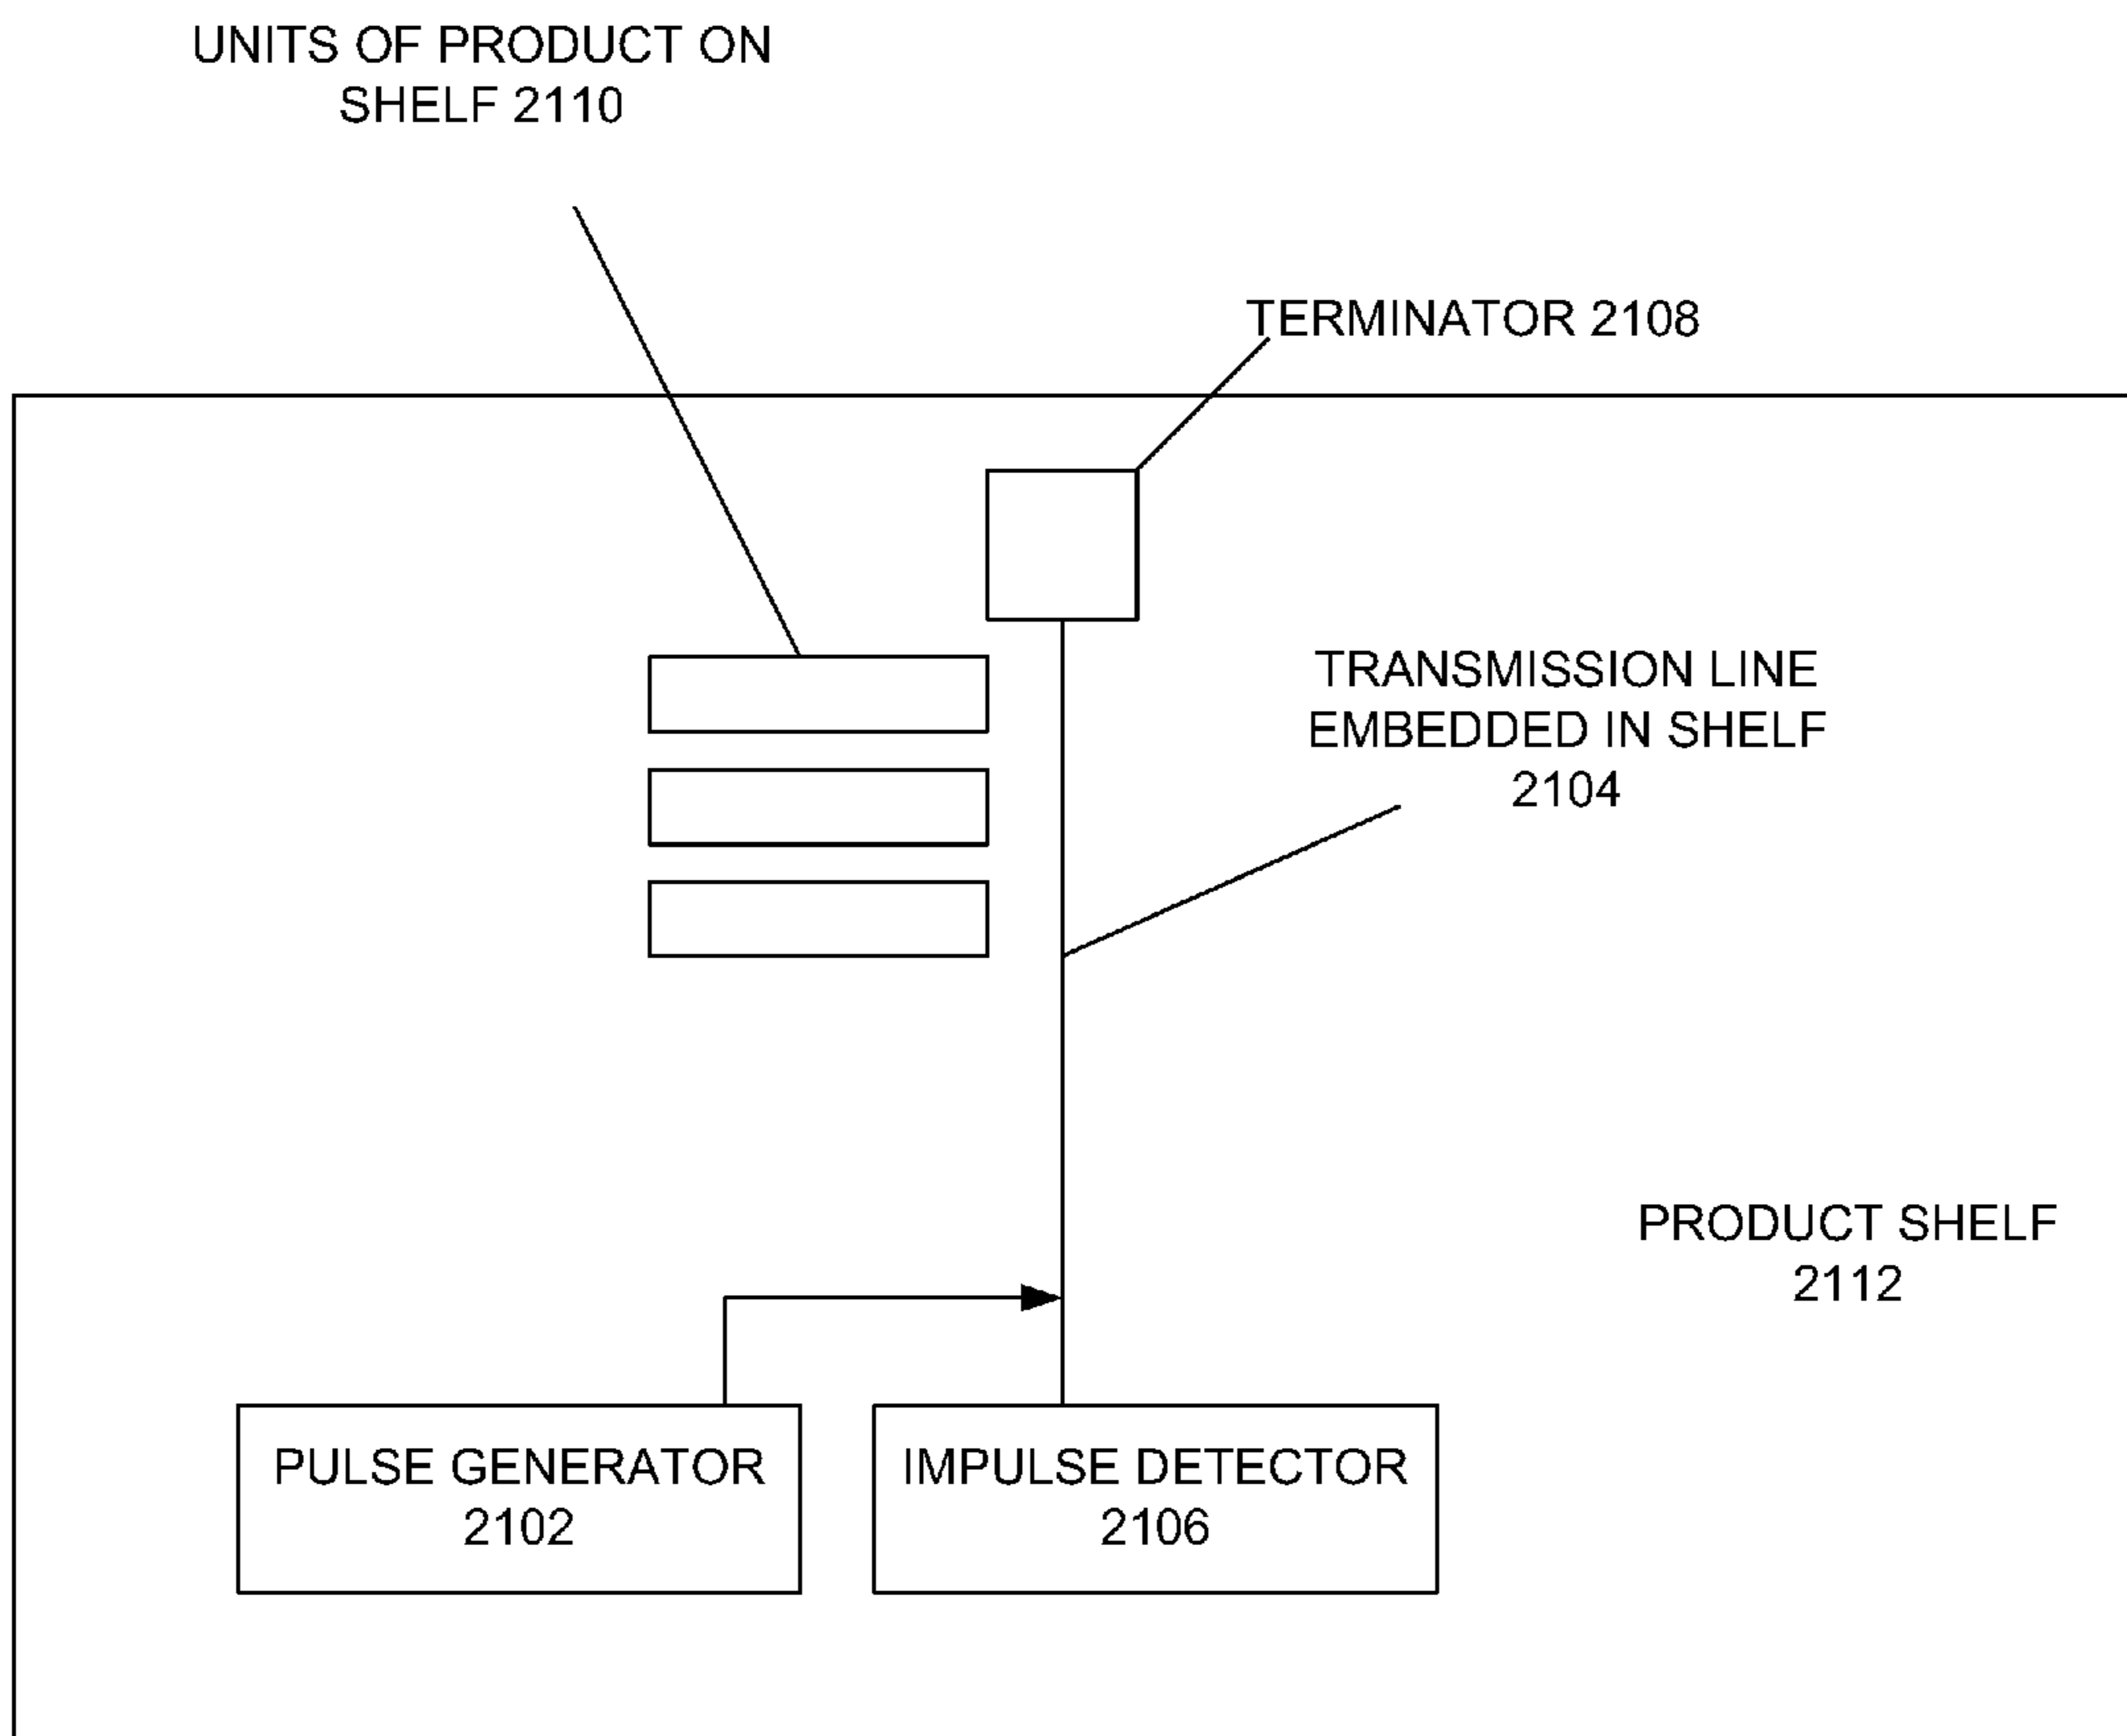 UNITS OF PRODUCT ON
SHELF 2110
TERMINATOR 2108
TRANSMISSION LINE
EMBEDDED IN SHELF
2104
PRODUCT SHELF
2112
PULSE GENERATOR
2102
IMPULSE DETECTOR
2106